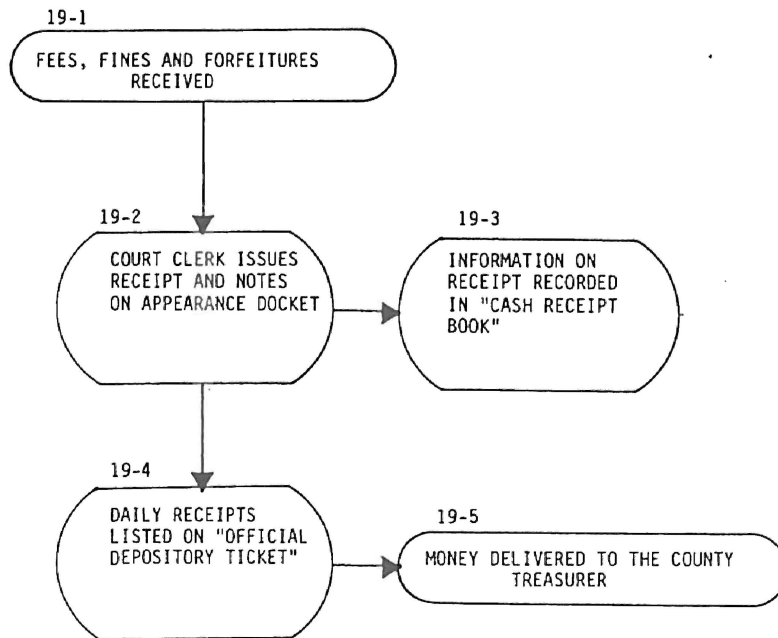 19-1
FEES, FINES AND FORFEITURES
RECEIVED
19-2
COURT CLERK ISSUES
RECEIPT AND NOTES
ON APPEARANCE DOCKET
19-3
INFORMATION ON
RECEIPT RECORDED
IN "CASH RECEIPT
BOOK"
19-4
DAILY RECEIPTS
LISTED ON "OFFICIAL
DEPOSITORY TICKET"
19-5
MONEY DELIVERED TO THE COUNTY
TREASURER